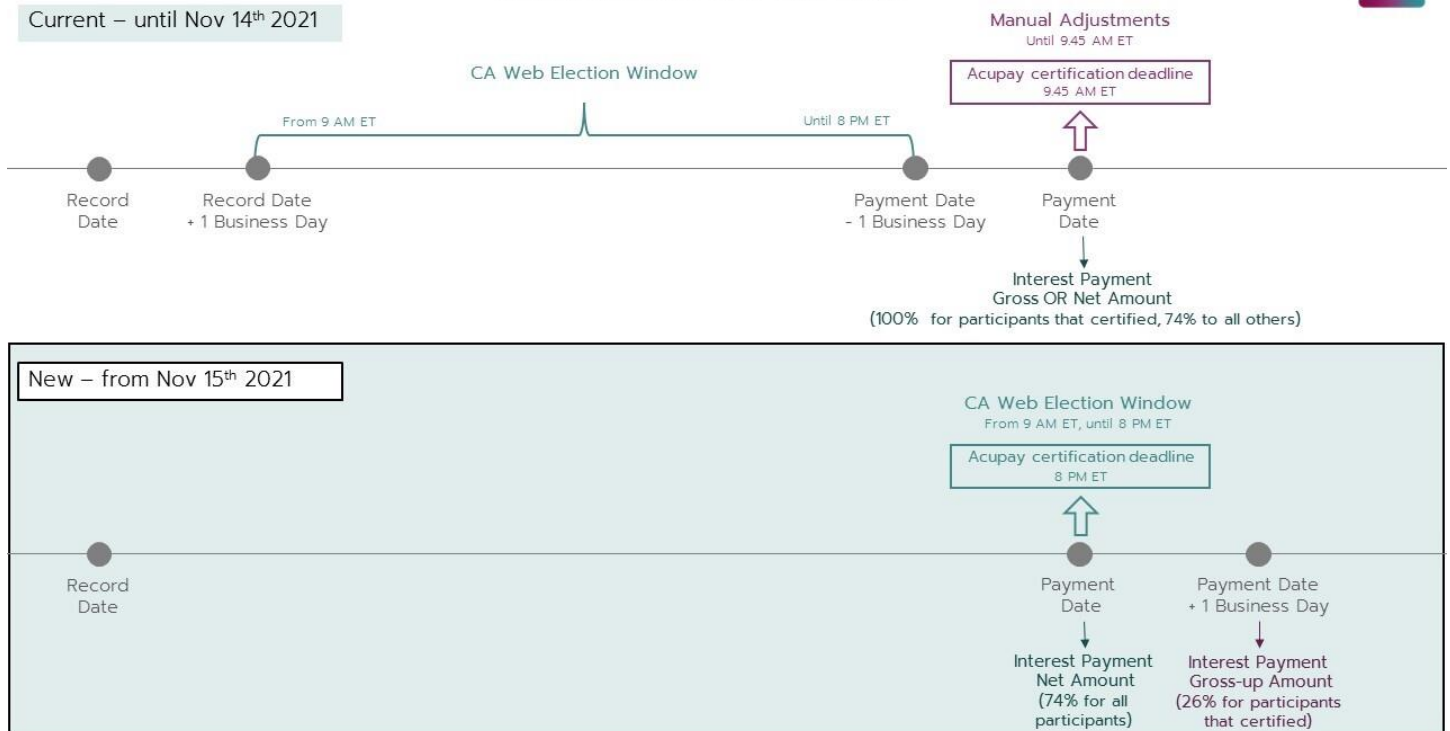 Current – until Nov 14th 2021
Manual Adjustments
Until 9.45 AM ET
Acupay certification deadline
9.45 AM ET
CA Web Election Window
From 9 AM ET
Until 8 PM ET
Record
Date
Record Date
+ 1 Business Day
Payment Date
- 1 Business Day
Payment
Date
Interest Payment
Gross OR Net Amount
(100% for participants that certified, 74% to all others)
New – from Nov 15th 2021
CA Web Election Window
From 9 AM ET, until 8 PM ET
Acupay certification deadline
8 PM ET
Record
Date
Payment
Date
Payment Date
+ 1 Business Day
Interest Payment
Net Amount
(74% for all
participants)
Interest Payment
Gross-up Amount
(26% for participants
that certified)